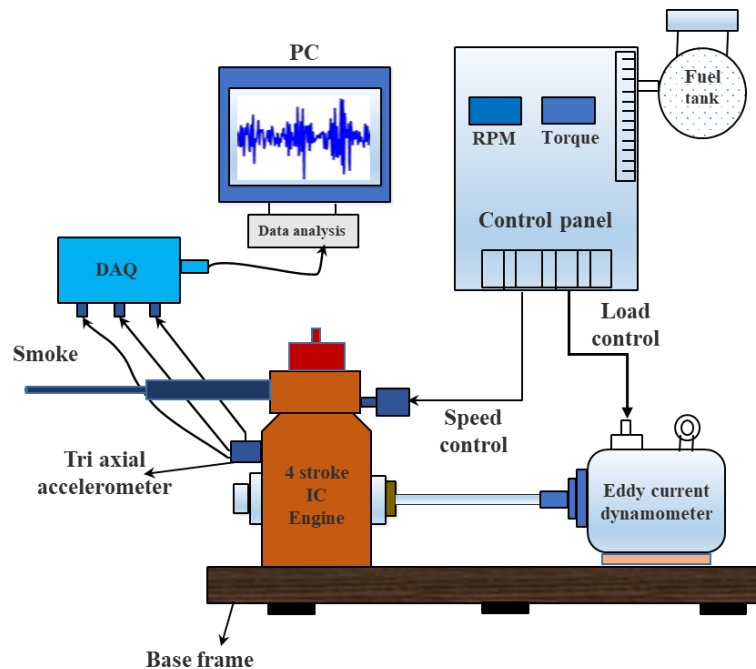 PC
Fuel
tank
RPM
Torque
Control panel
Data analysis
DAQ
Load
control
Smoke
Speed
control
Tri axial
accelerometer
4 stroke
IC
Engine
Eddy current
dynamometer
Base frame